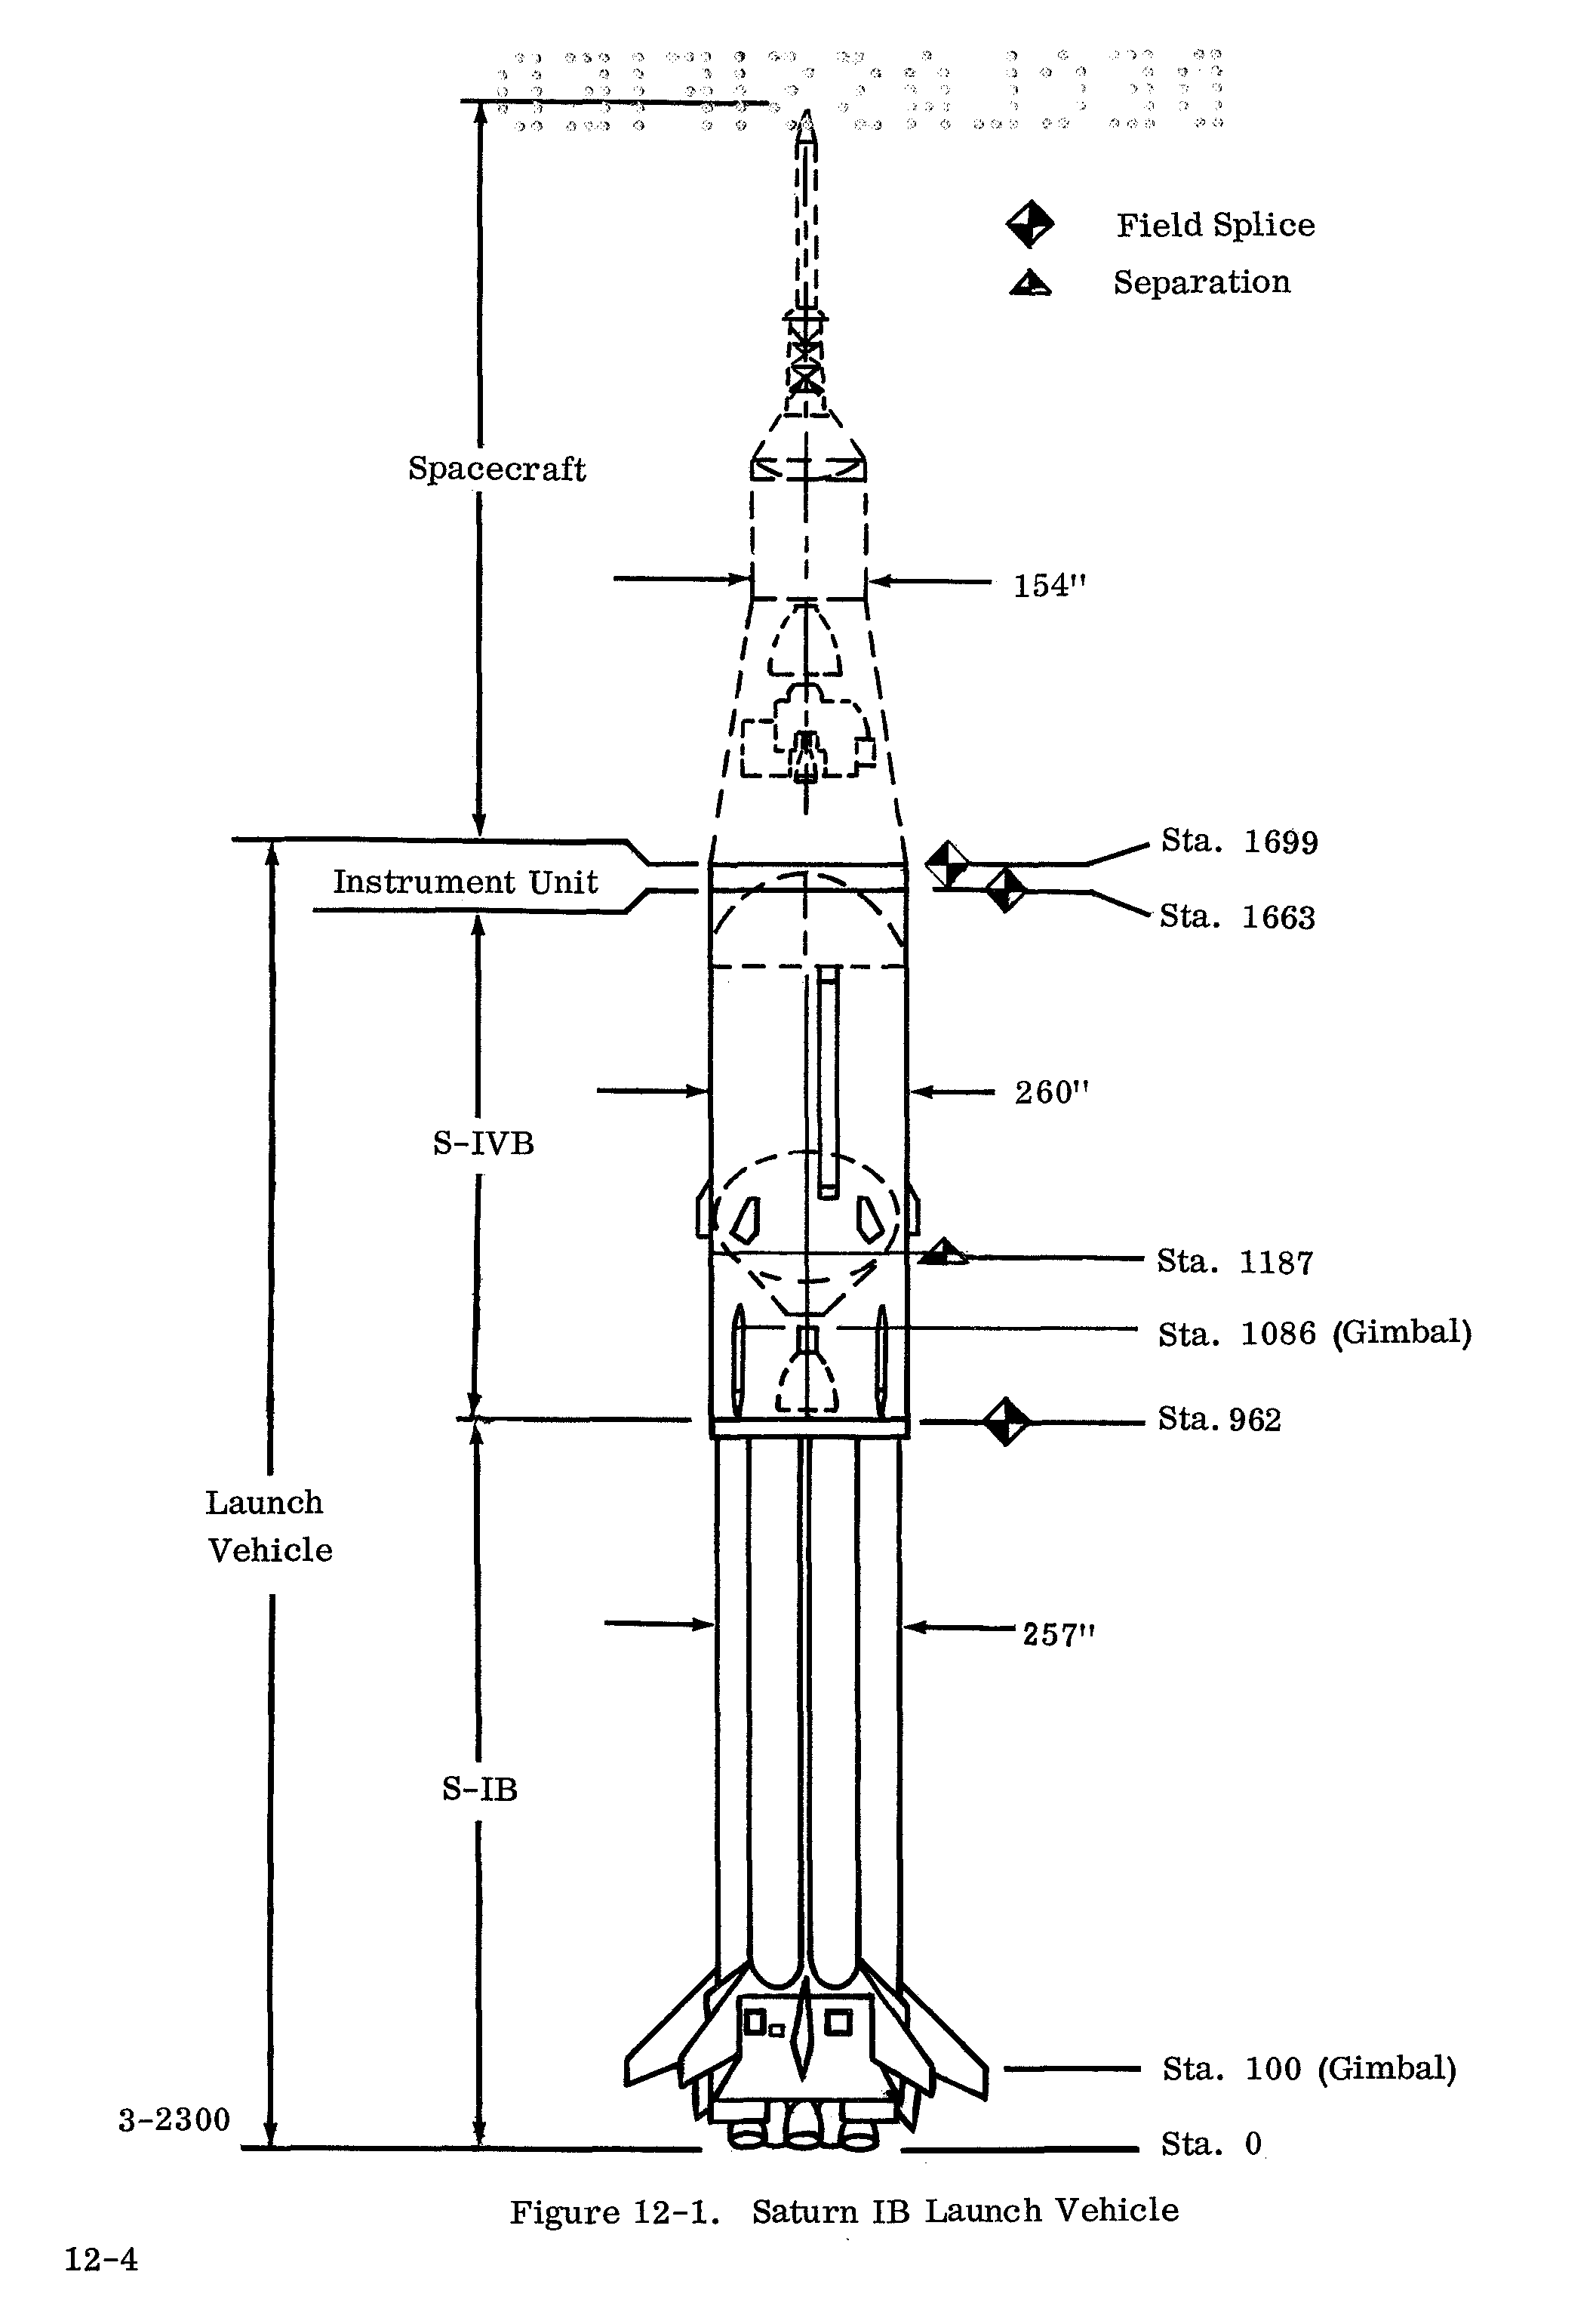 Field Splice
Separation
Spacecraft
154"
Sta. 1699
Instrument Unit
Sta. 1663
260"
S-IVB
Sta. 1187
Sta. 1086 (Gimbal)
Sta. 962
Launch
Vehicle
257"
S-IB
Sta. 100 (Gimbal)
3-2300
Sta. 0
Figure 12-1. Saturn IB Launch Vehicle
12-4